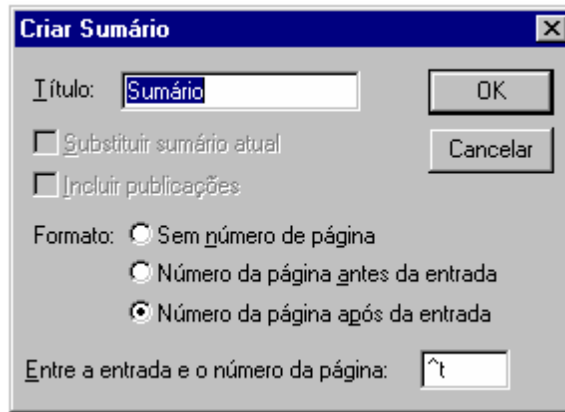 Criar Sumário
Título: Sumário
OK
Substituir sumário atual
Cancelar
Incluir publicações
Formato: Sem número de página
Número da página antes da entrada
Número da página após da entrada
Entre a entrada e o número da página: ^t